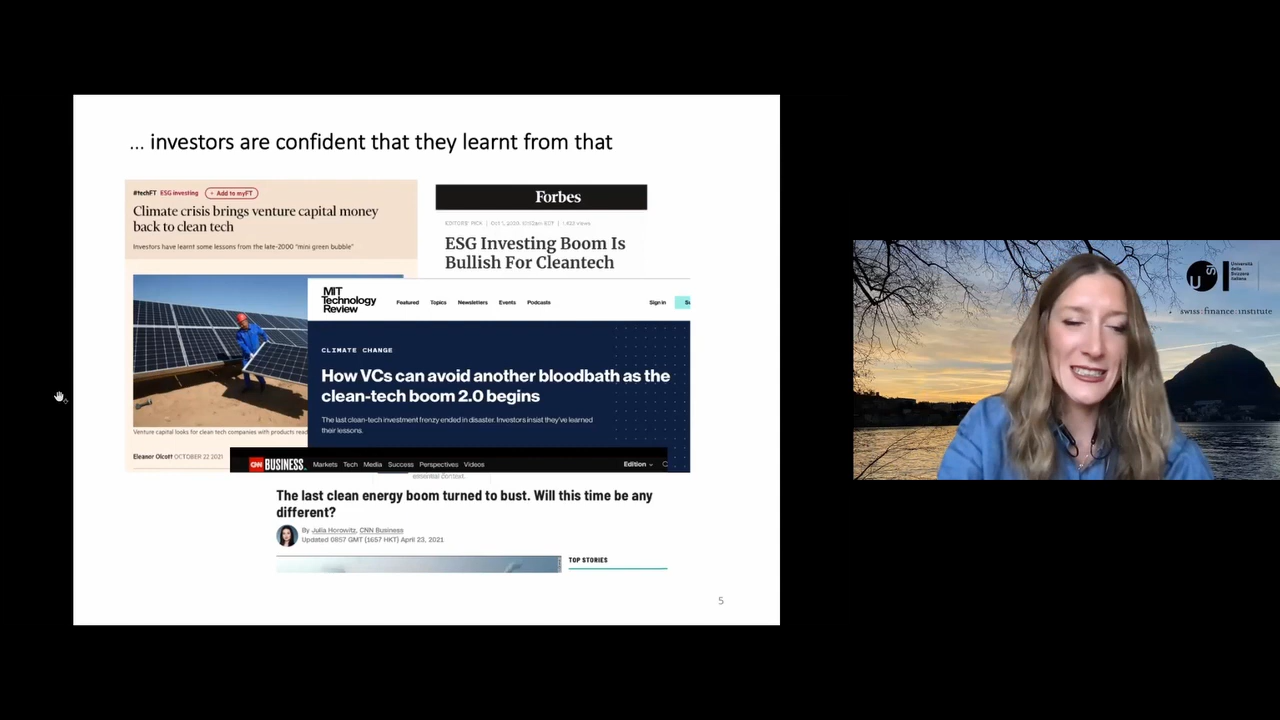 ... investors are confident that they learnt from that
#techFT ESG investing + Add to myFT
Climate crisis brings venture capital money
back to clean tech
Investors have learnt some lessons from the late-2000 "mini green bubble"
Venture capital looks for clean tech companies with products read
Eleanor Olcott OCTOBER 22 2021
Forbes
ESG Investing Boom Is
Bullish For Cleantech
MIT
Technology
Review
Featured Topics Newsletters Events Podcasts
Sign in
CLIMATE CHANGE
How VCs can avoid another bloodbath as the
clean-tech boom 2.0 begins
The last clean-tech investment frenzy ended in disaster. Investors insist they've learned
their lessons.
CNN BUSINESS Markets Tech Media Success Perspectives Videos
Edition
essential context.
The last clean energy boom turned to bust. Will this time be any
different?
By Julia Horowitz, CNN Business
Updated 0857 GMT (1657 HKT) April 23, 2021
TOP STORIES
5
US
Università
della
Svizzera
italiana
swiss:finance:institute